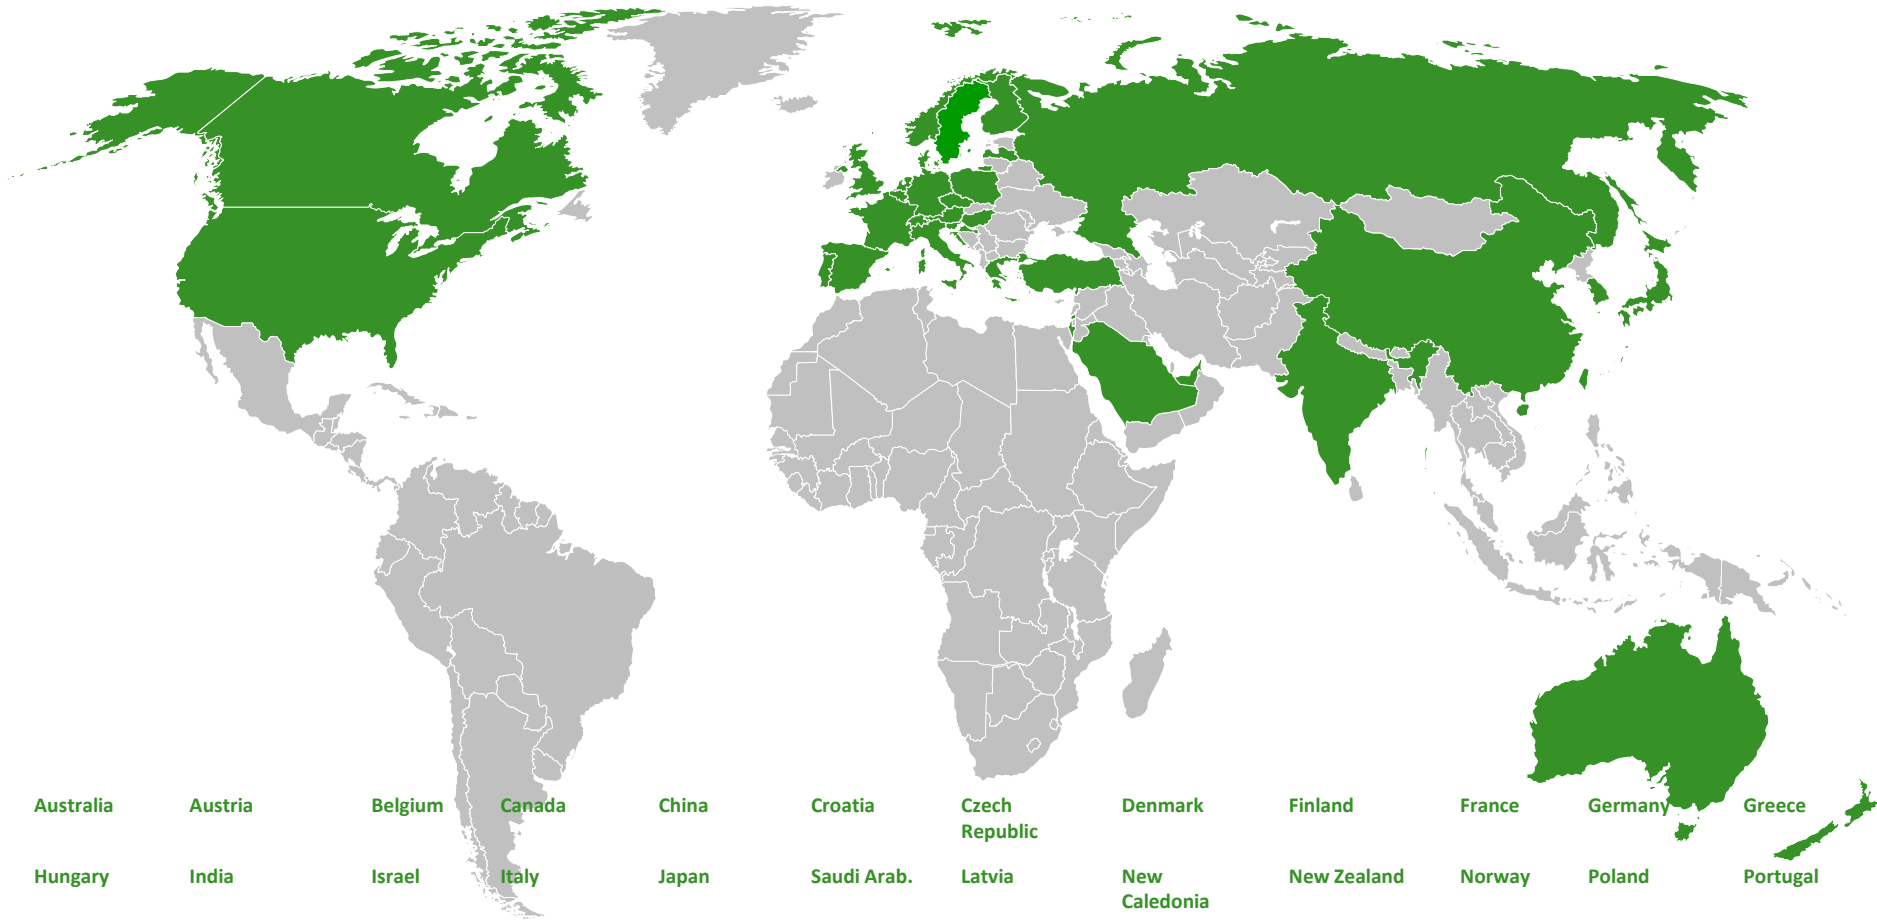 Australia Austria Belgium Canada China Croatia Czech Republic Denmark Finland France Germany Greece
Hungary India Israel Italy Japan Saudi Arab. Latvia New Caledonia New Zealand Norway Poland Portugal